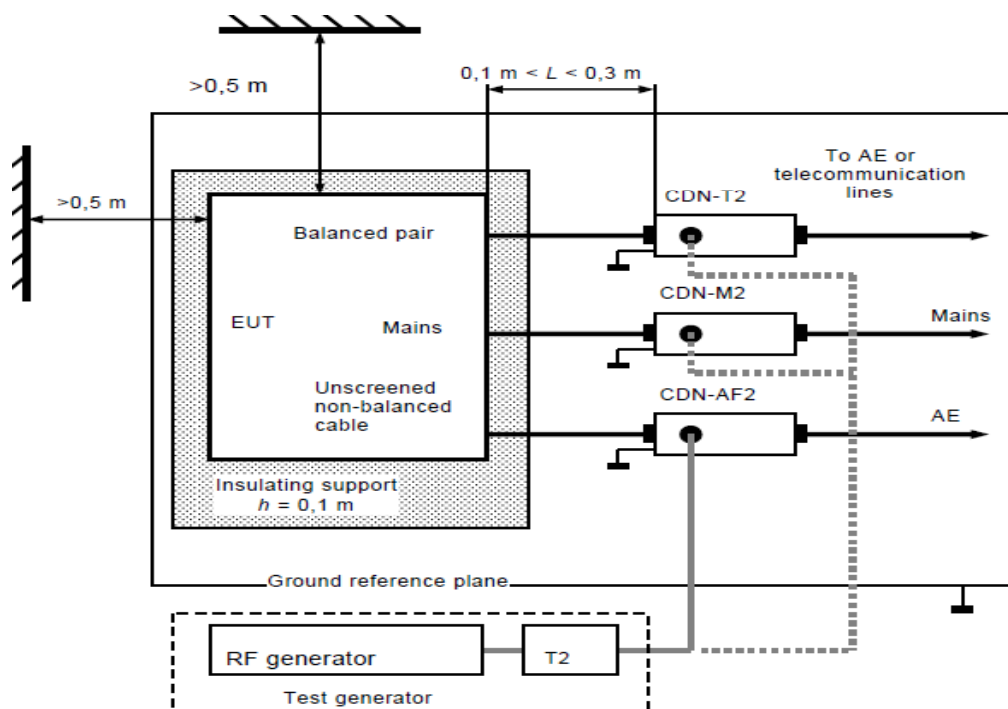 >0,5 m
0,1 m < L < 0,3 m
>0,5 m
To AE or
telecommunication
lines
CDN-T2
Balanced pair
CDN-M2
EUT
Mains
Mains
Unscreened
non-balanced
cable
CDN-AF2
AE
Insulating support
h = 0,1 m
Ground reference plane
RF generator
T2
Test generator